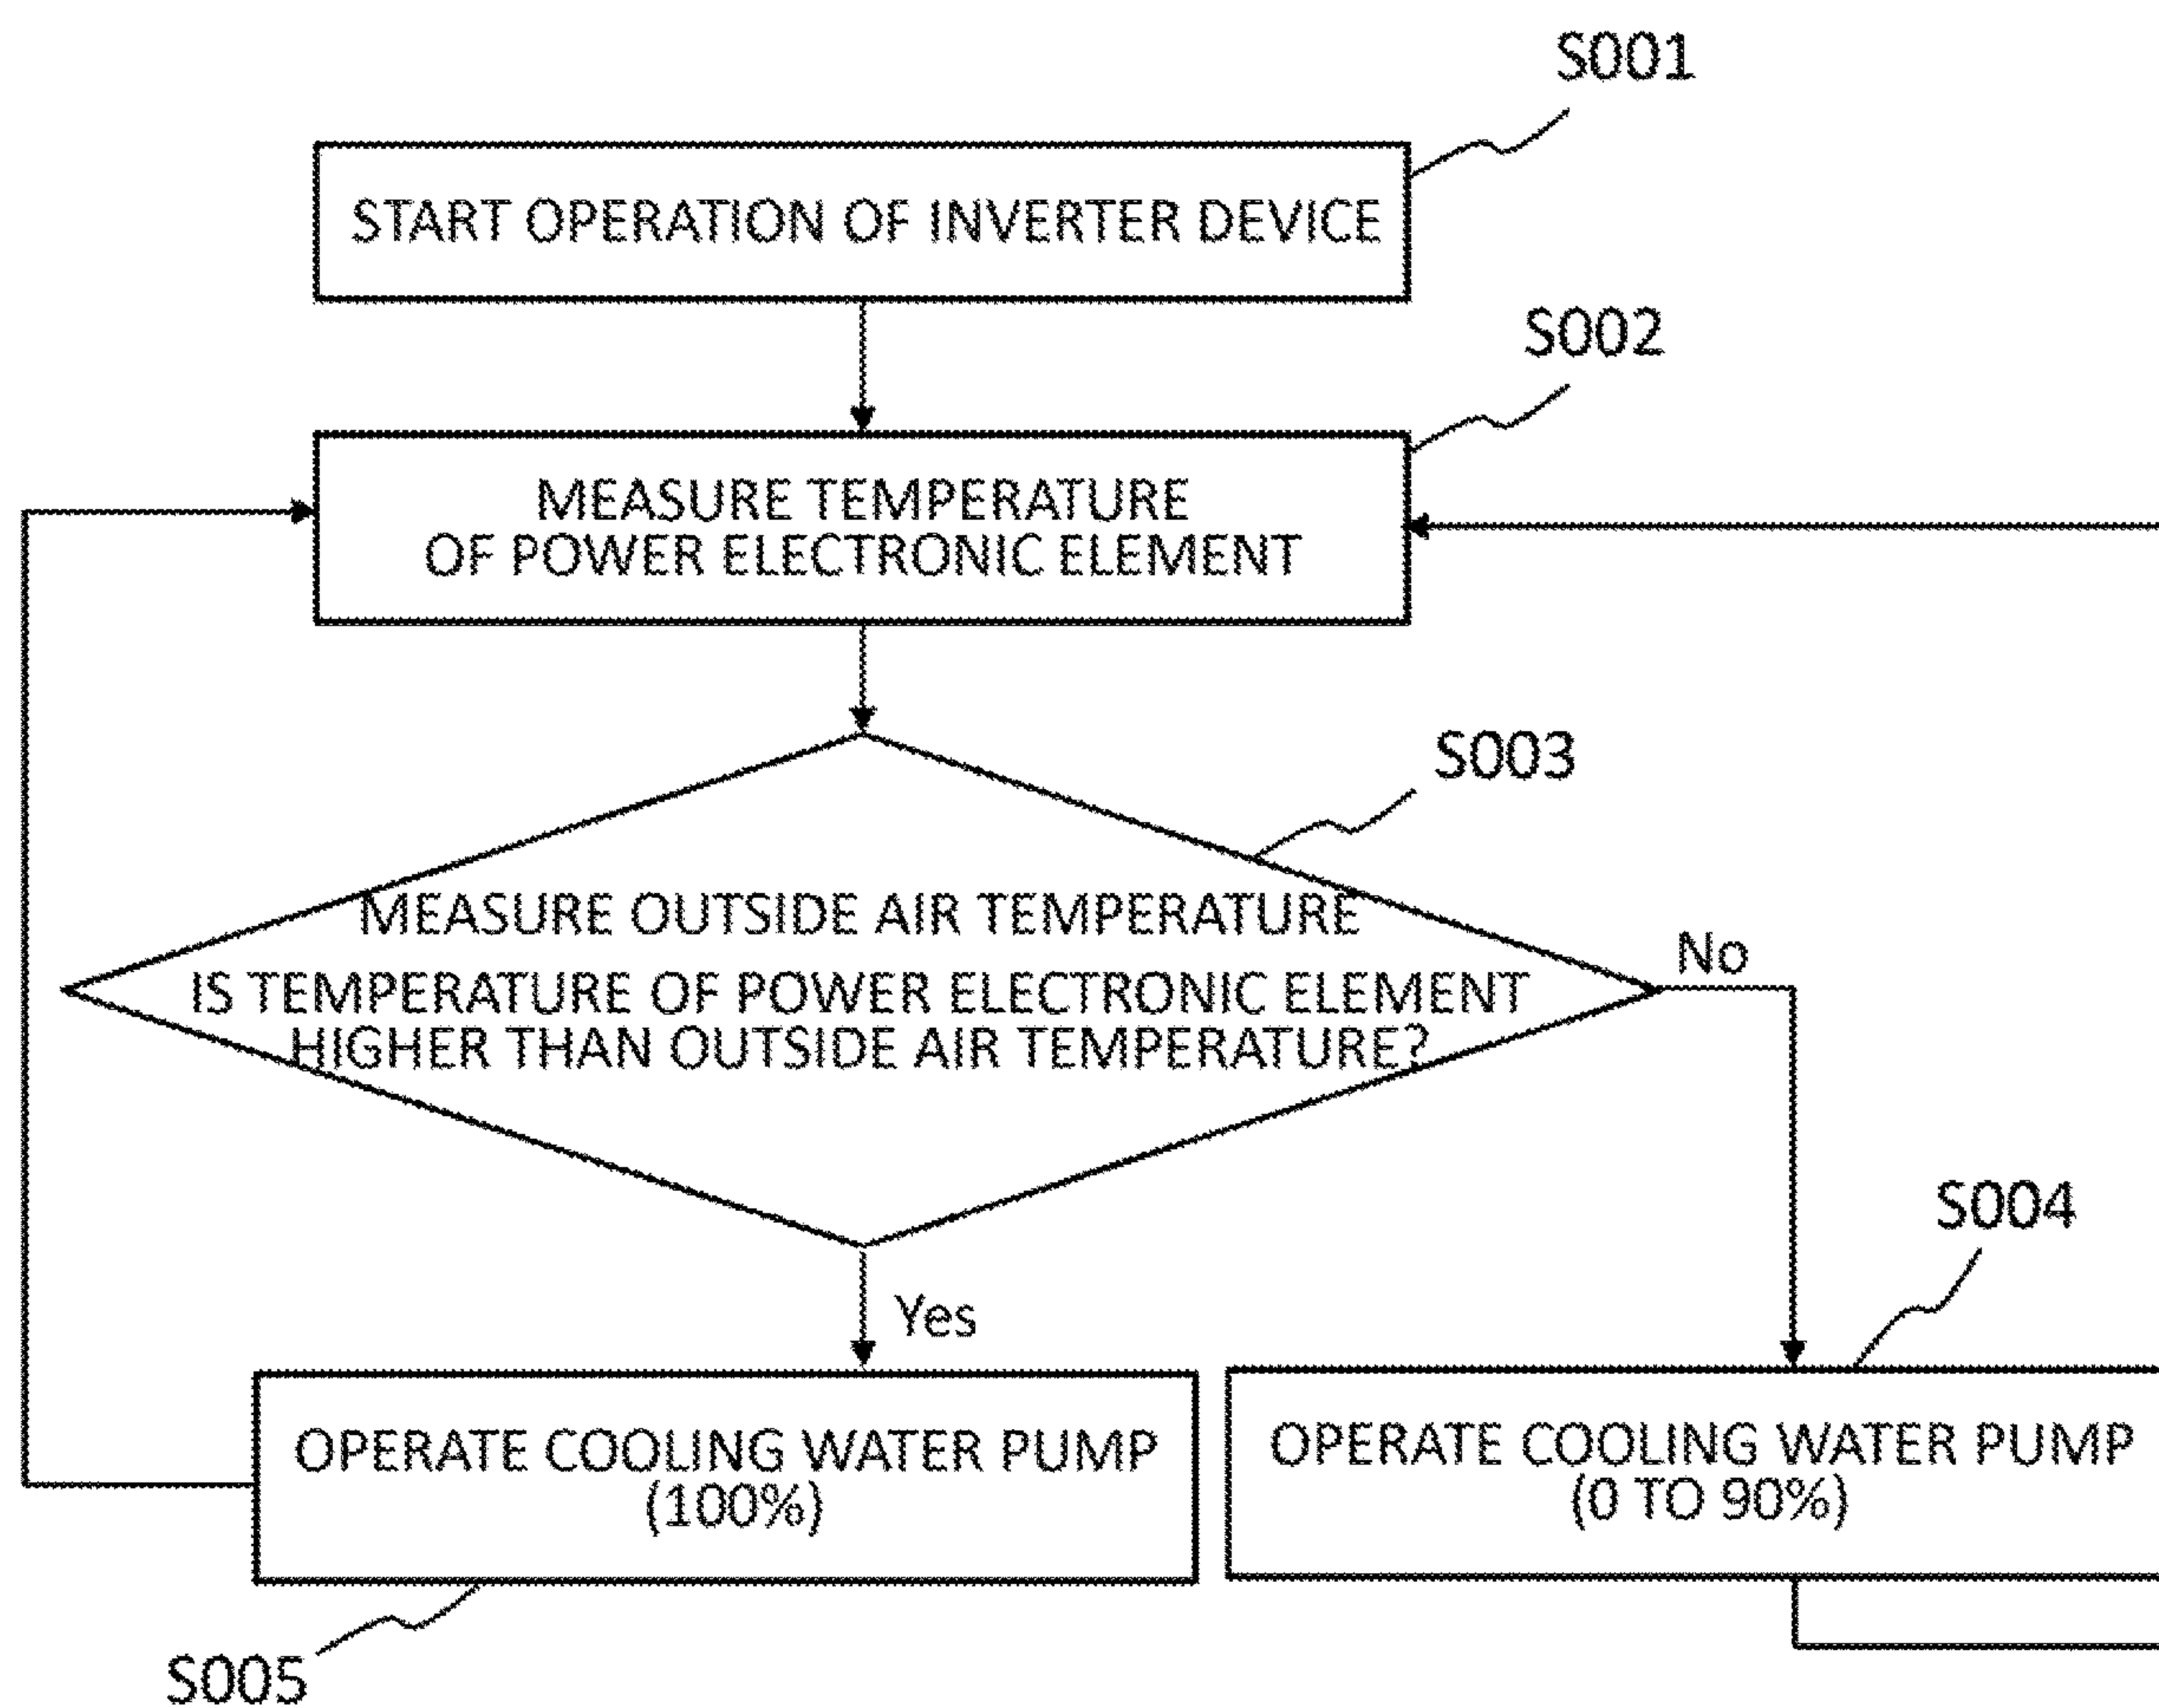 S001
START OPERATION OF INVERTER DEVICE
S002
MEASURE TEMPERATURE
OF POWER ELECTRONIC ELEMENT
S003
MEASURE OUTSIDE AIR TEMPERATURE
IS TEMPERATURE OF POWER ELECTRONIC ELEMENT
HIGHER THAN OUTSIDE AIR TEMPERATURE?
No
Yes
S004
OPERATE COOLING WATER PUMP
(100%)
OPERATE COOLING WATER PUMP
(0 TO 90%)
S005